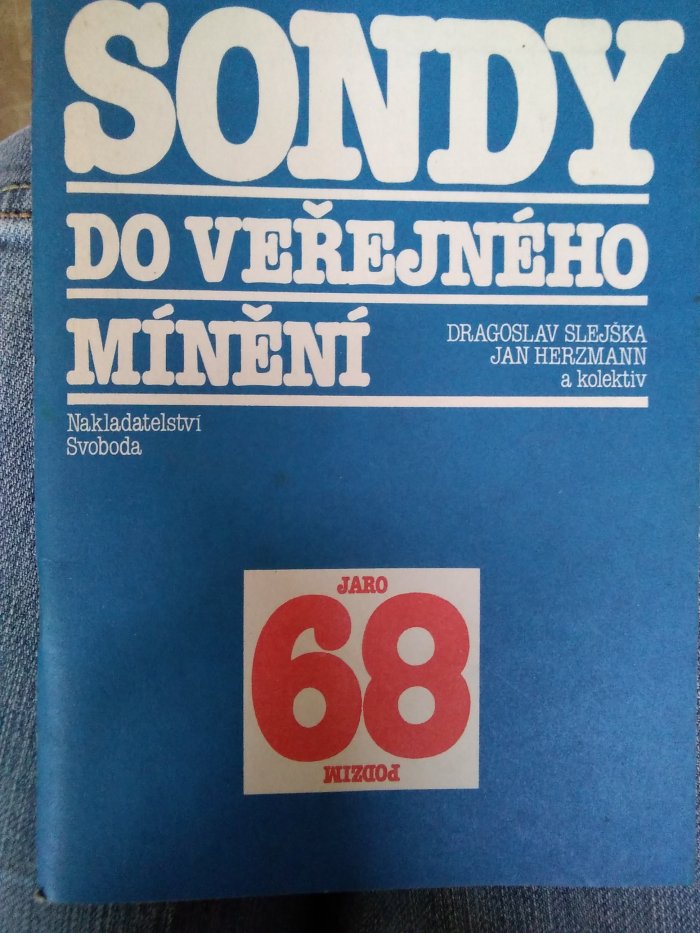 SONDY
DO VEŘEJNÉHO
MÍNĚNÍ
DRAGOSLAV SLEJŠKA
JAN HERZMANN
a kolektiv
Nakladatelství
Svoboda
JARO
68
PODZIM